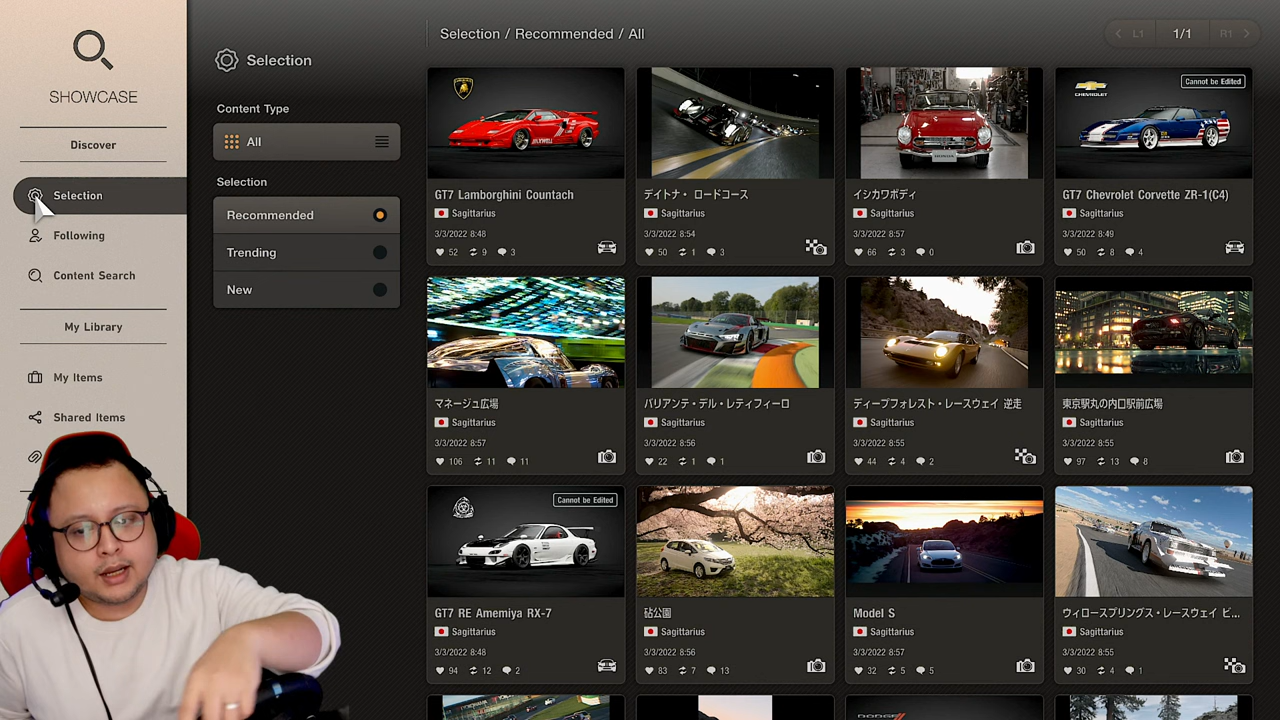 SHOWCASE
Discover
Selection
Following
Content Search
My Library
My Items
Shared Items
Selection
Content Type
All
Selection
Recommended
Trending
New
Selection / Recommended / All
L1
1/1
R1
GT7 Lamborghini Countach
Sagittarius
3/3/2022 8:48
52 9 3
デイトナ・ロードコース
Sagittarius
3/3/2022 8:54
50 1 3
イシカワボディ
Sagittarius
3/3/2022 8:57
66 3 0
CHEVROLET
Cannot be Edited
GT7 Chevrolet Corvette ZR-1(C4)
Sagittarius
3/3/2022 8:49
50 8 4
マネージュ広場
Sagittarius
3/3/2022 8:57
106 11 11
バリアンテ・デル・レティフィーロ
Sagittarius
3/3/2022 8:56
22 1 1
ディープフォレスト・レースウェイ 逆走
Sagittarius
3/3/2022 8:55
44 4 2
東京駅丸の内口駅前広場
Sagittarius
3/3/2022 8:55
97 13 8
Cannot be Edited
GT7 RE Amemiya RX-7
Sagittarius
3/3/2022 8:48
94 12 2
砧公園
Sagittarius
3/3/2022 8:56
83 7 13
Model S
Sagittarius
3/3/2022 8:57
32 5 5
ウィロースプリングス・レースウェイ ビ...
Sagittarius
3/3/2022 8:55
30 4 1